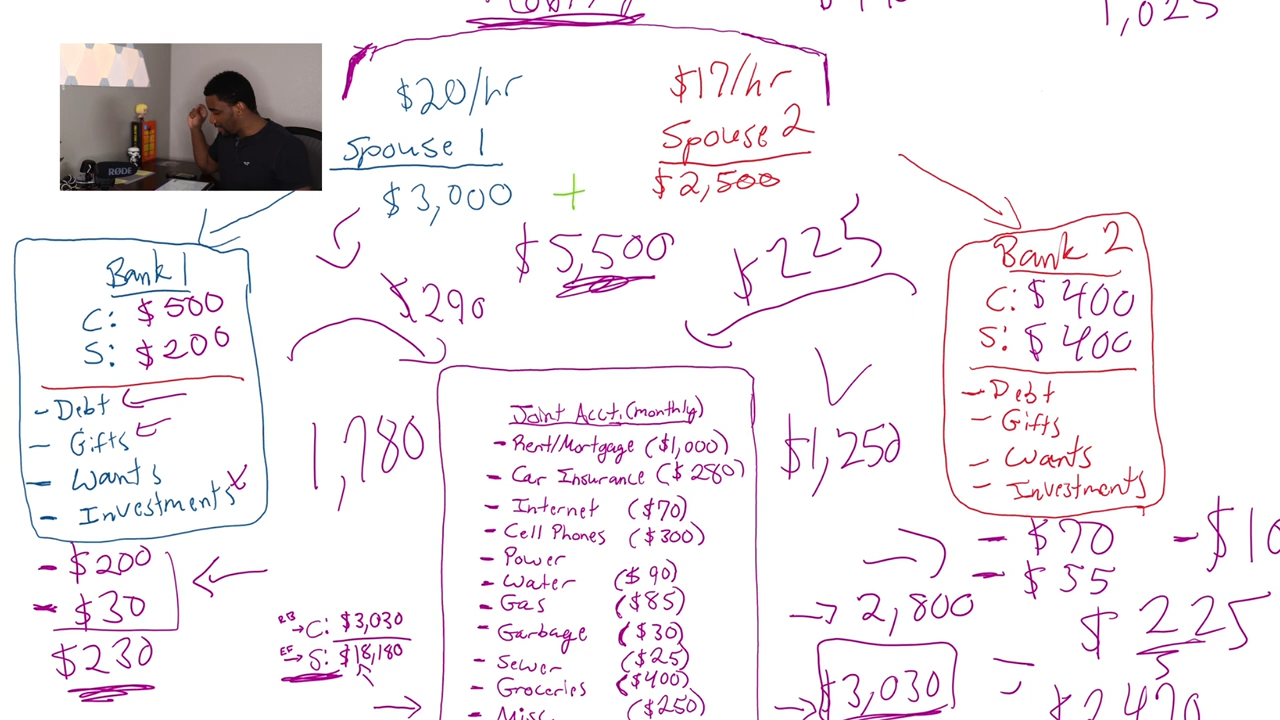 1,025
$20/hr
$17/hr
Spouse 1
Spouse 2
$3,000
+
$2,500
$5,500
$225
RØDE
Bank 1
C: $500
S: $200
- Debt
- Gifts
- Wants
- Investments
- $200
- $30
$230
$290
1,780
Bank 2
C: $400
S: $400
- Debt
- Gifts
- Wants
- Investments
Joint Acct. (monthly)
- Rent/Mortgage ($1,000)
- Car Insurance ($280)
- Internet ($70)
- Cell Phones ($300)
- Power
- Water ($90)
- Gas ($85)
- Garbage ($30)
- Sewer ($25)
- Groceries ($400)
- Misc. ($250)
$1,250
- $70
- $10
- $55
2,800
$225
$3,030
C: $3,030
EF S: $18,180